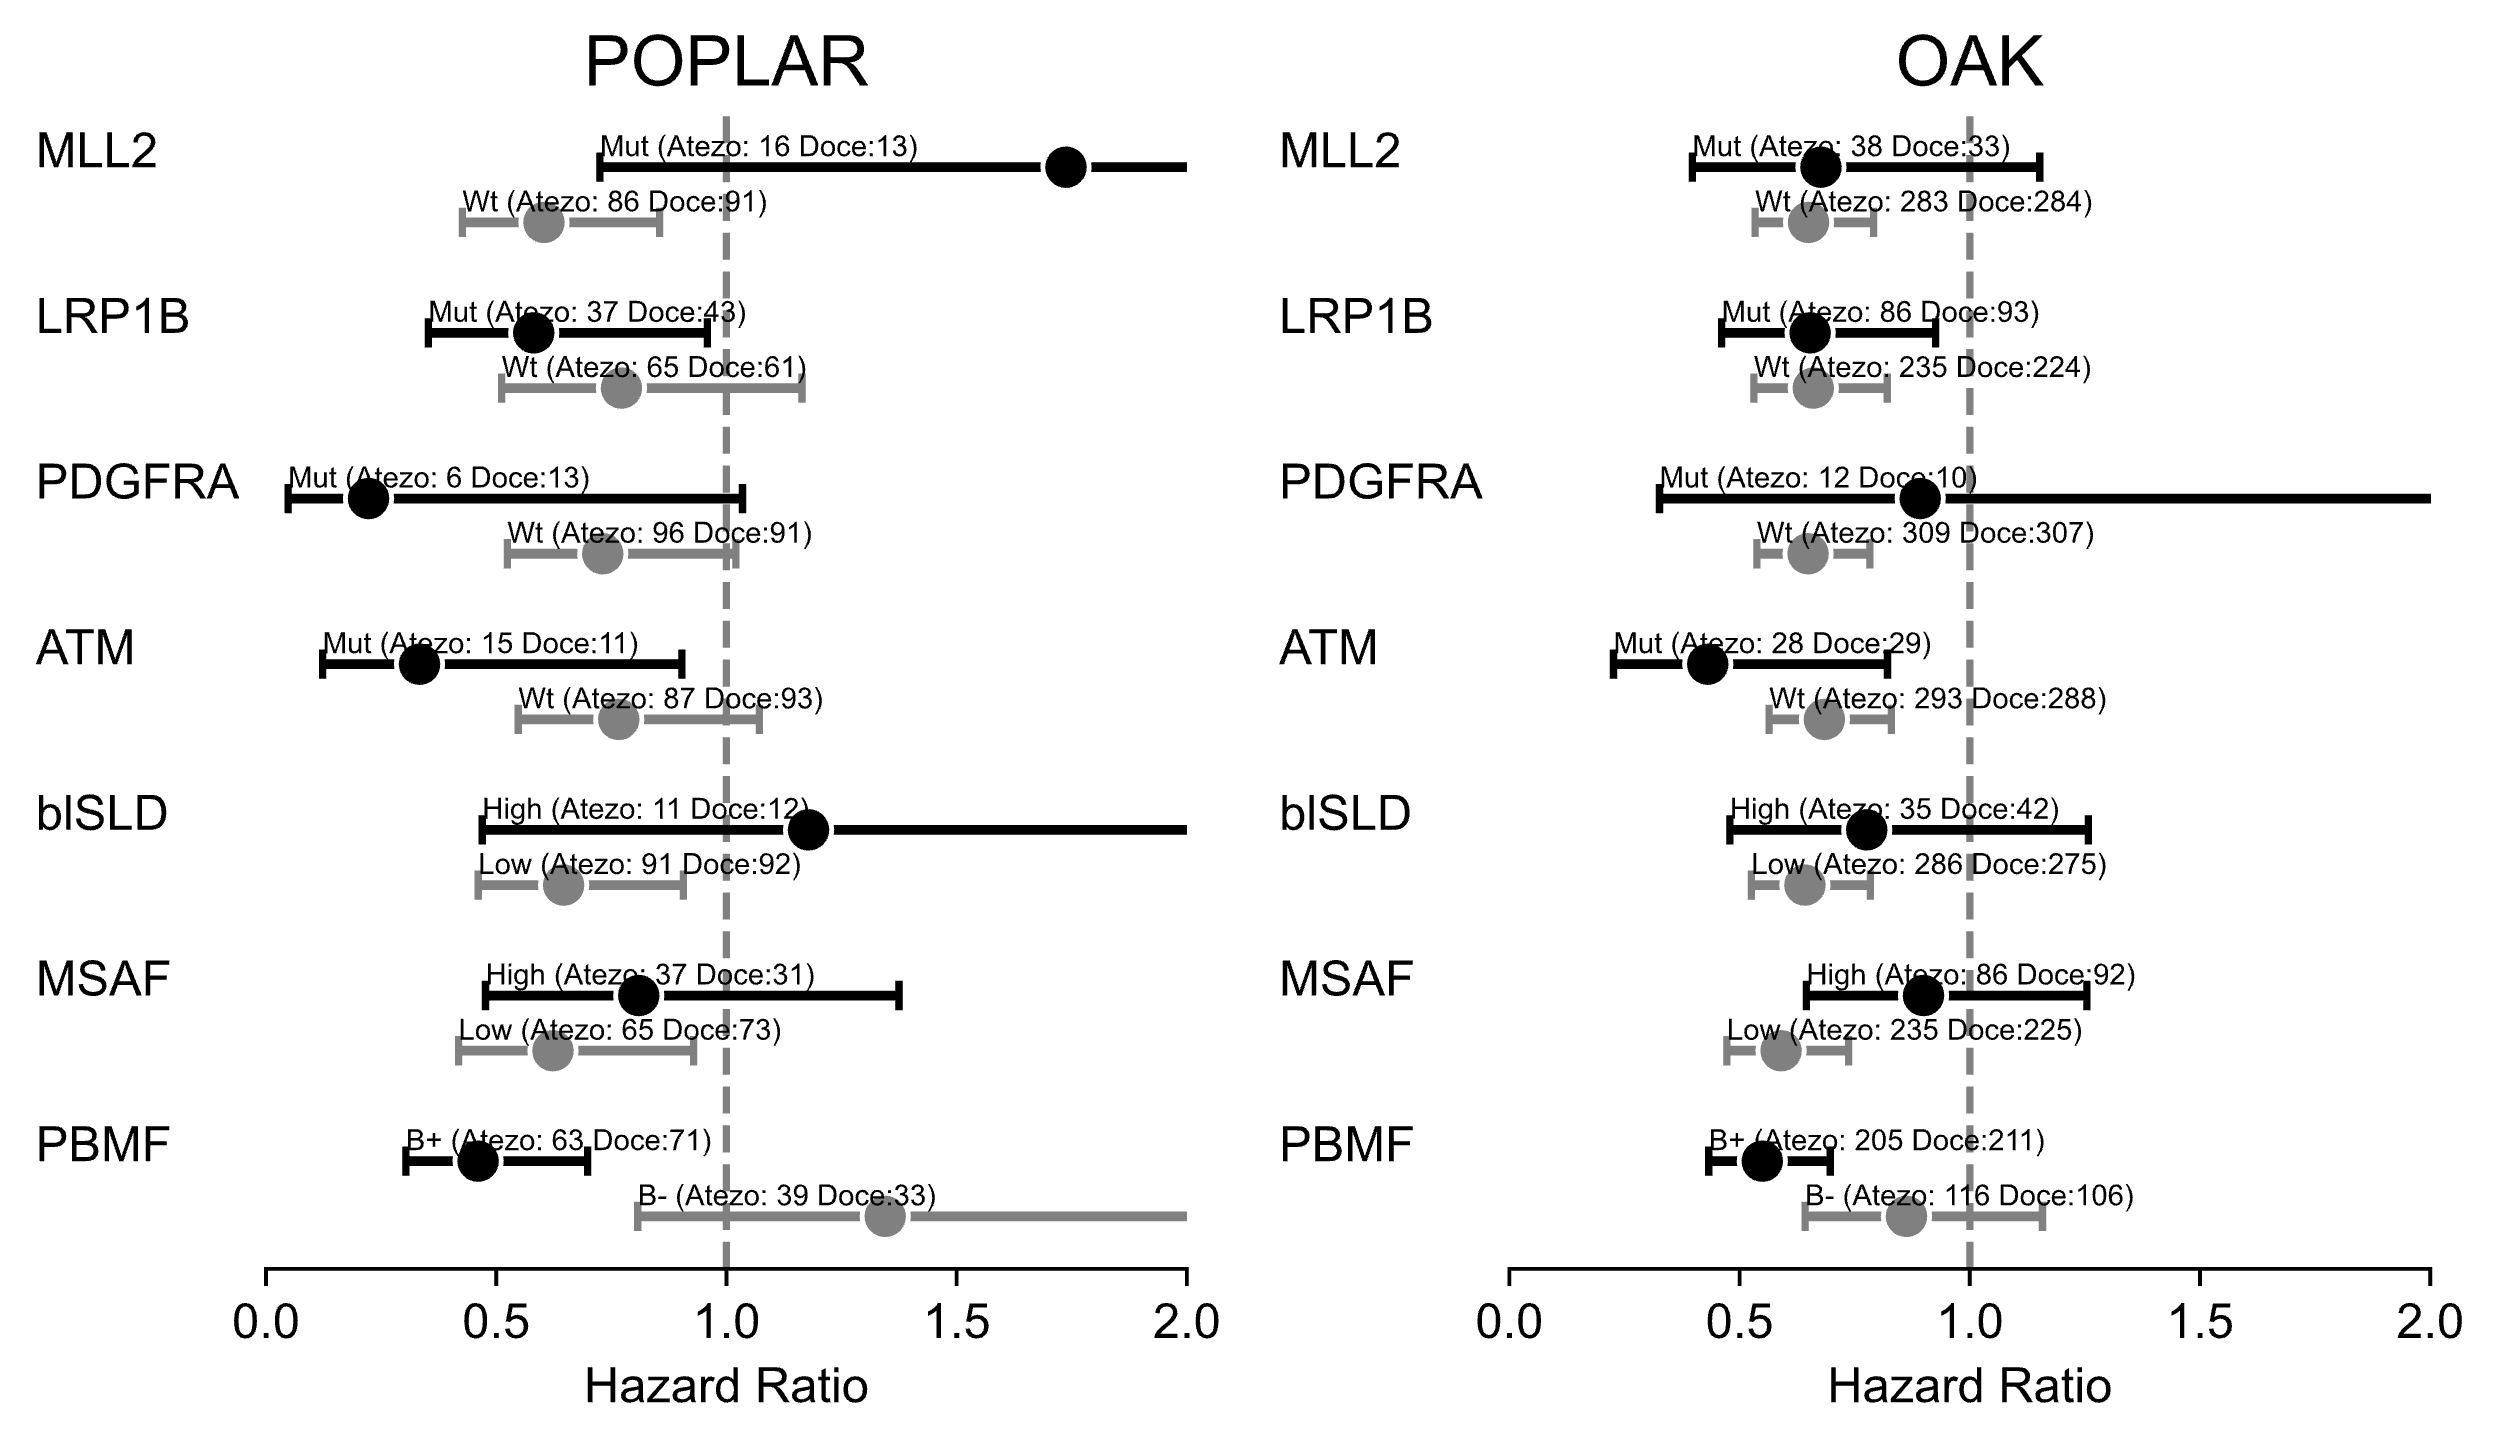 POPLAR
MLL2
Mut (Atezo: 16 Doce:13)
Wt (Atezo: 86 Doce:91)
LRP1B
Mut (Atezo: 37 Doce:43)
Wt (Atezo: 65 Doce:61)
PDGFRA
Mut (Atezo: 6 Doce:13)
Wt (Atezo: 96 Doce:91)
ATM
Mut (Atezo: 15 Doce:11)
Wt (Atezo: 87 Doce:93)
blSLD
High (Atezo: 11 Doce:12)
Low (Atezo: 91 Doce:92)
MSAF
High (Atezo: 37 Doce:31)
Low (Atezo: 65 Doce:73)
PBMF
B+ (Atezo: 63 Doce:71)
B- (Atezo: 39 Doce:33)
0.0 0.5 1.0 1.5 2.0
Hazard Ratio
OAK
MLL2
Mut (Atezo: 38 Doce:33)
Wt (Atezo: 283 Doce:284)
LRP1B
Mut (Atezo: 86 Doce:93)
Wt (Atezo: 235 Doce:224)
PDGFRA
Mut (Atezo: 12 Doce:10)
Wt (Atezo: 309 Doce:307)
ATM
Mut (Atezo: 28 Doce:29)
Wt (Atezo: 293 Doce:288)
blSLD
High (Atezo: 35 Doce:42)
Low (Atezo: 286 Doce:275)
MSAF
High (Atezo: 86 Doce:92)
Low (Atezo: 235 Doce:225)
PBMF
B+ (Atezo: 205 Doce:211)
B- (Atezo: 116 Doce:106)
0.0 0.5 1.0 1.5 2.0
Hazard Ratio